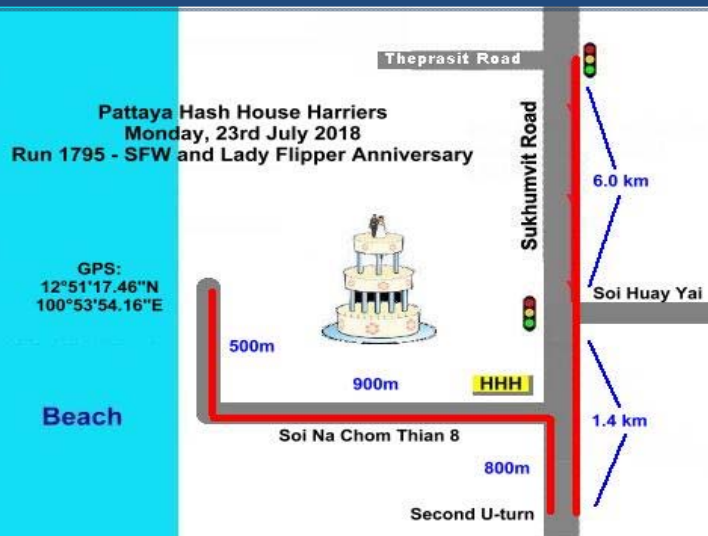 Theprasit Road
Pattaya Hash House Harriers
Monday, 23rd July 2018
Run 1795 - SFW and Lady Flipper Anniversary
Sukhumvit Road
6.0 km
GPS:
12°51'17.46"N
100°53'54.16"E
Soi Huay Yai
500m
900m
HHH
Beach
1.4 km
Soi Na Chom Thian 8
800m
Second U-turn